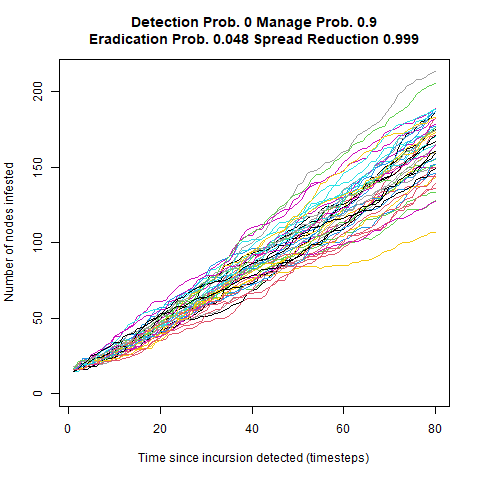 Detection Prob. 0 Manage Prob. 0.9
Eradication Prob. 0.048 Spread Reduction 0.999
Number of nodes infested
200
150
100
50
0
0 20 40 60 80
Time since incursion detected (timesteps)